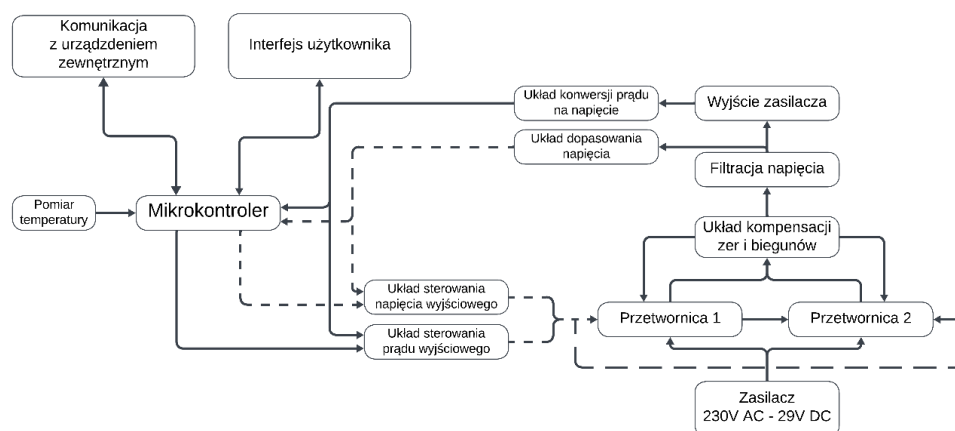 Komunikacja
z urządzdeniem
zewnętrznym
Interfejs użytkownika
Układ konwersji prądu
na napięcie
Wyjście zasilacza
Układ dopasowania
napięcia
Filtracja napięcia
Pomiar
temperatury
Mikrokontroler
Układ kompensacji
zer i biegunów
Układ sterowania
napięcia wyjściowego
Przetwornica 1
Przetwornica 2
Układ sterowania
prądu wyjściowego
Zasilacz
230V AC - 29V DC